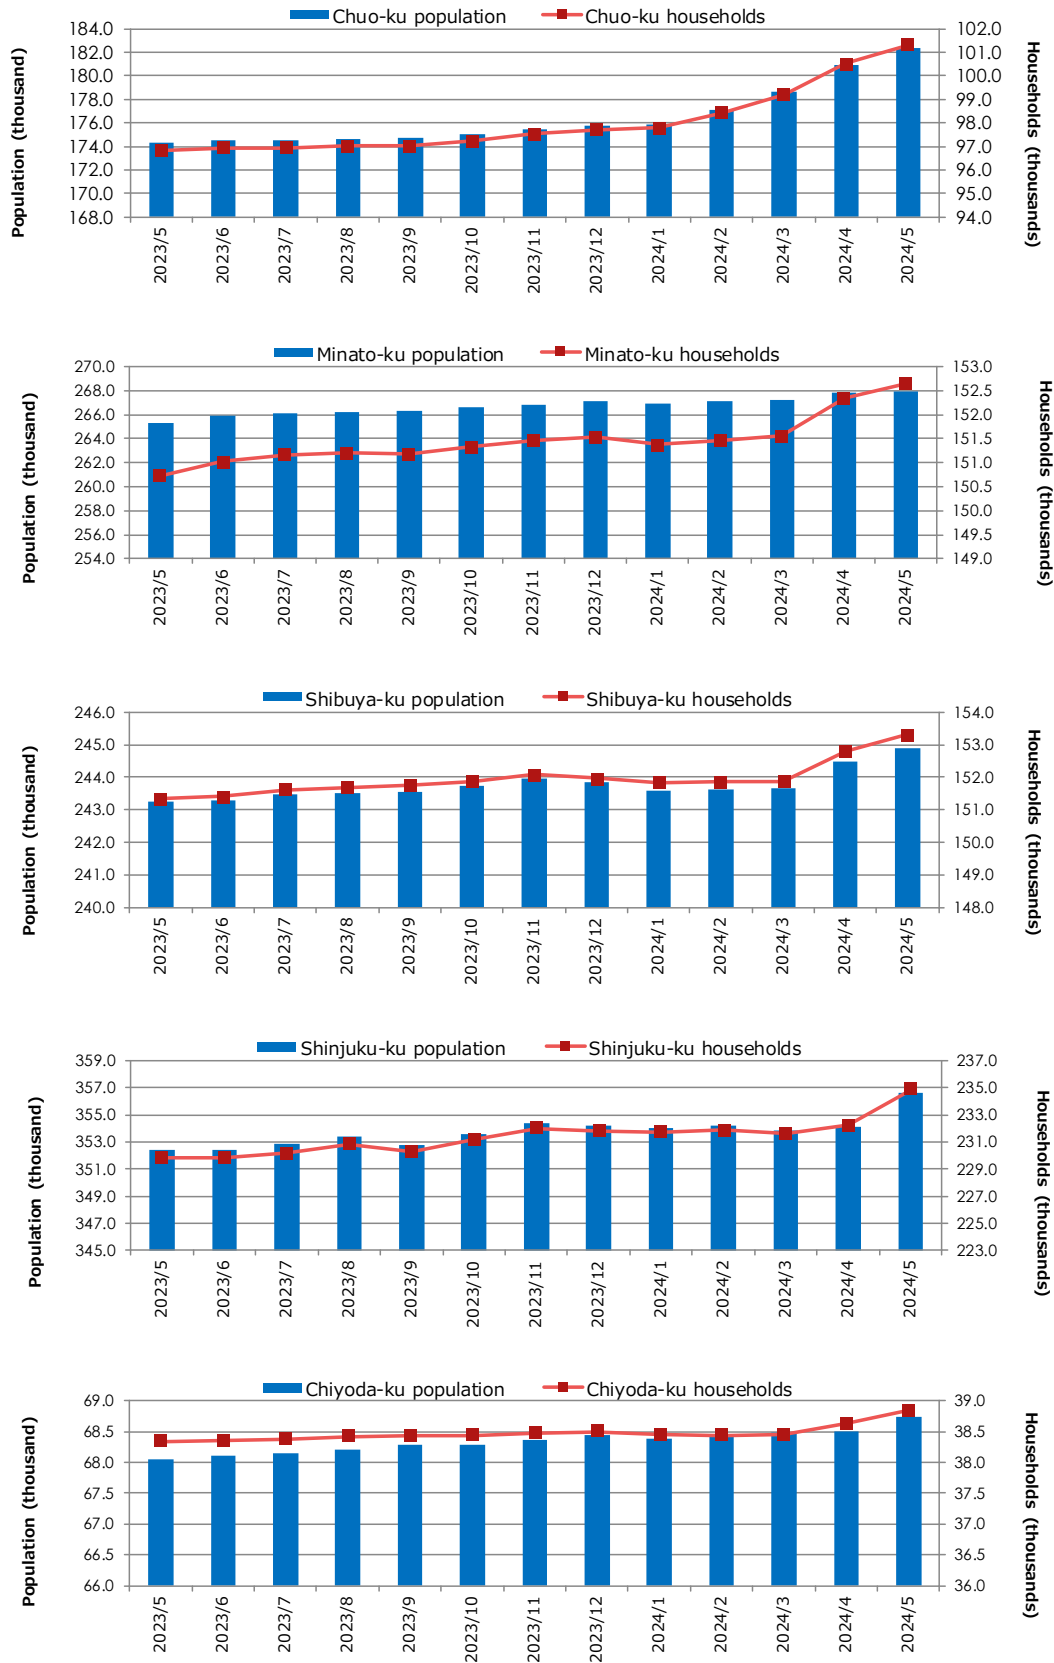 Chuo-ku population Chuo-ku households
184.0 102.0
182.0 101.0
180.0 100.0
178.0 99.0
176.0 98.0
174.0 97.0
172.0 96.0
170.0 95.0
168.0 94.0
Population (thousand)
Households (thousands)
2023/5 2023/6 2023/7 2023/8 2023/9 2023/10 2023/11 2023/12 2024/1 2024/2 2024/3 2024/4 2024/5
Minato-ku population Minato-ku households
270.0 153.0
268.0 152.5
266.0 152.0
264.0 151.5
262.0 151.0
260.0 150.5
258.0 150.0
256.0 149.5
254.0 149.0
Population (thousand)
Households (thousands)
2023/5 2023/6 2023/7 2023/8 2023/9 2023/10 2023/11 2023/12 2024/1 2024/2 2024/3 2024/4 2024/5
Shibuya-ku population Shibuya-ku households
246.0 154.0
245.0 153.0
244.0 152.0
243.0 151.0
242.0 150.0
241.0 149.0
240.0 148.0
Population (thousand)
Households (thousands)
2023/5 2023/6 2023/7 2023/8 2023/9 2023/10 2023/11 2023/12 2024/1 2024/2 2024/3 2024/4 2024/5
Shinjuku-ku population Shinjuku-ku households
359.0 237.0
357.0 235.0
355.0 233.0
353.0 231.0
351.0 229.0
349.0 227.0
347.0 225.0
345.0 223.0
Population (thousand)
Households (thousands)
2023/5 2023/6 2023/7 2023/8 2023/9 2023/10 2023/11 2023/12 2024/1 2024/2 2024/3 2024/4 2024/5
Chiyoda-ku population Chiyoda-ku households
69.0 39.0
68.5 38.5
68.0 38.0
67.5 37.5
67.0 37.0
66.5 36.5
66.0 36.0
Population (thousand)
Households (thousands)
2023/5 2023/6 2023/7 2023/8 2023/9 2023/10 2023/11 2023/12 2024/1 2024/2 2024/3 2024/4 2024/5